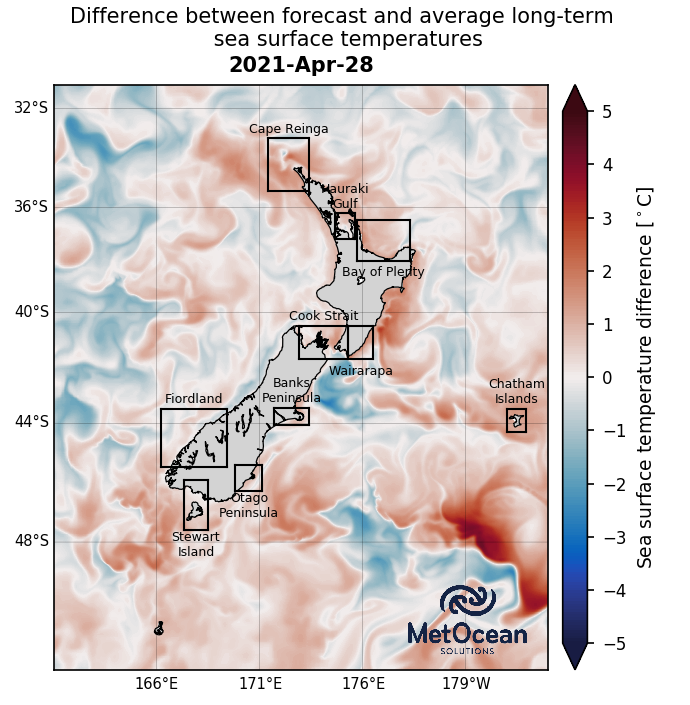 Difference between forecast and average long-term
sea surface temperatures
2021-Apr-28
32°S
36°S
40°S
44°S
48°S
166°E
171°E
176°E
179°W
Cape Reinga
Hauraki
Gulf
Bay of Plenty
Cook Strait
Wairarapa
Banks
Peninsula
Fiordland
Chatham
Islands
Otago
Peninsula
Stewart
Island
MetOcean
SOLUTIONS
5
4
3
2
1
0
−1
−2
−3
−4
−5
Sea surface temperature difference [°C]